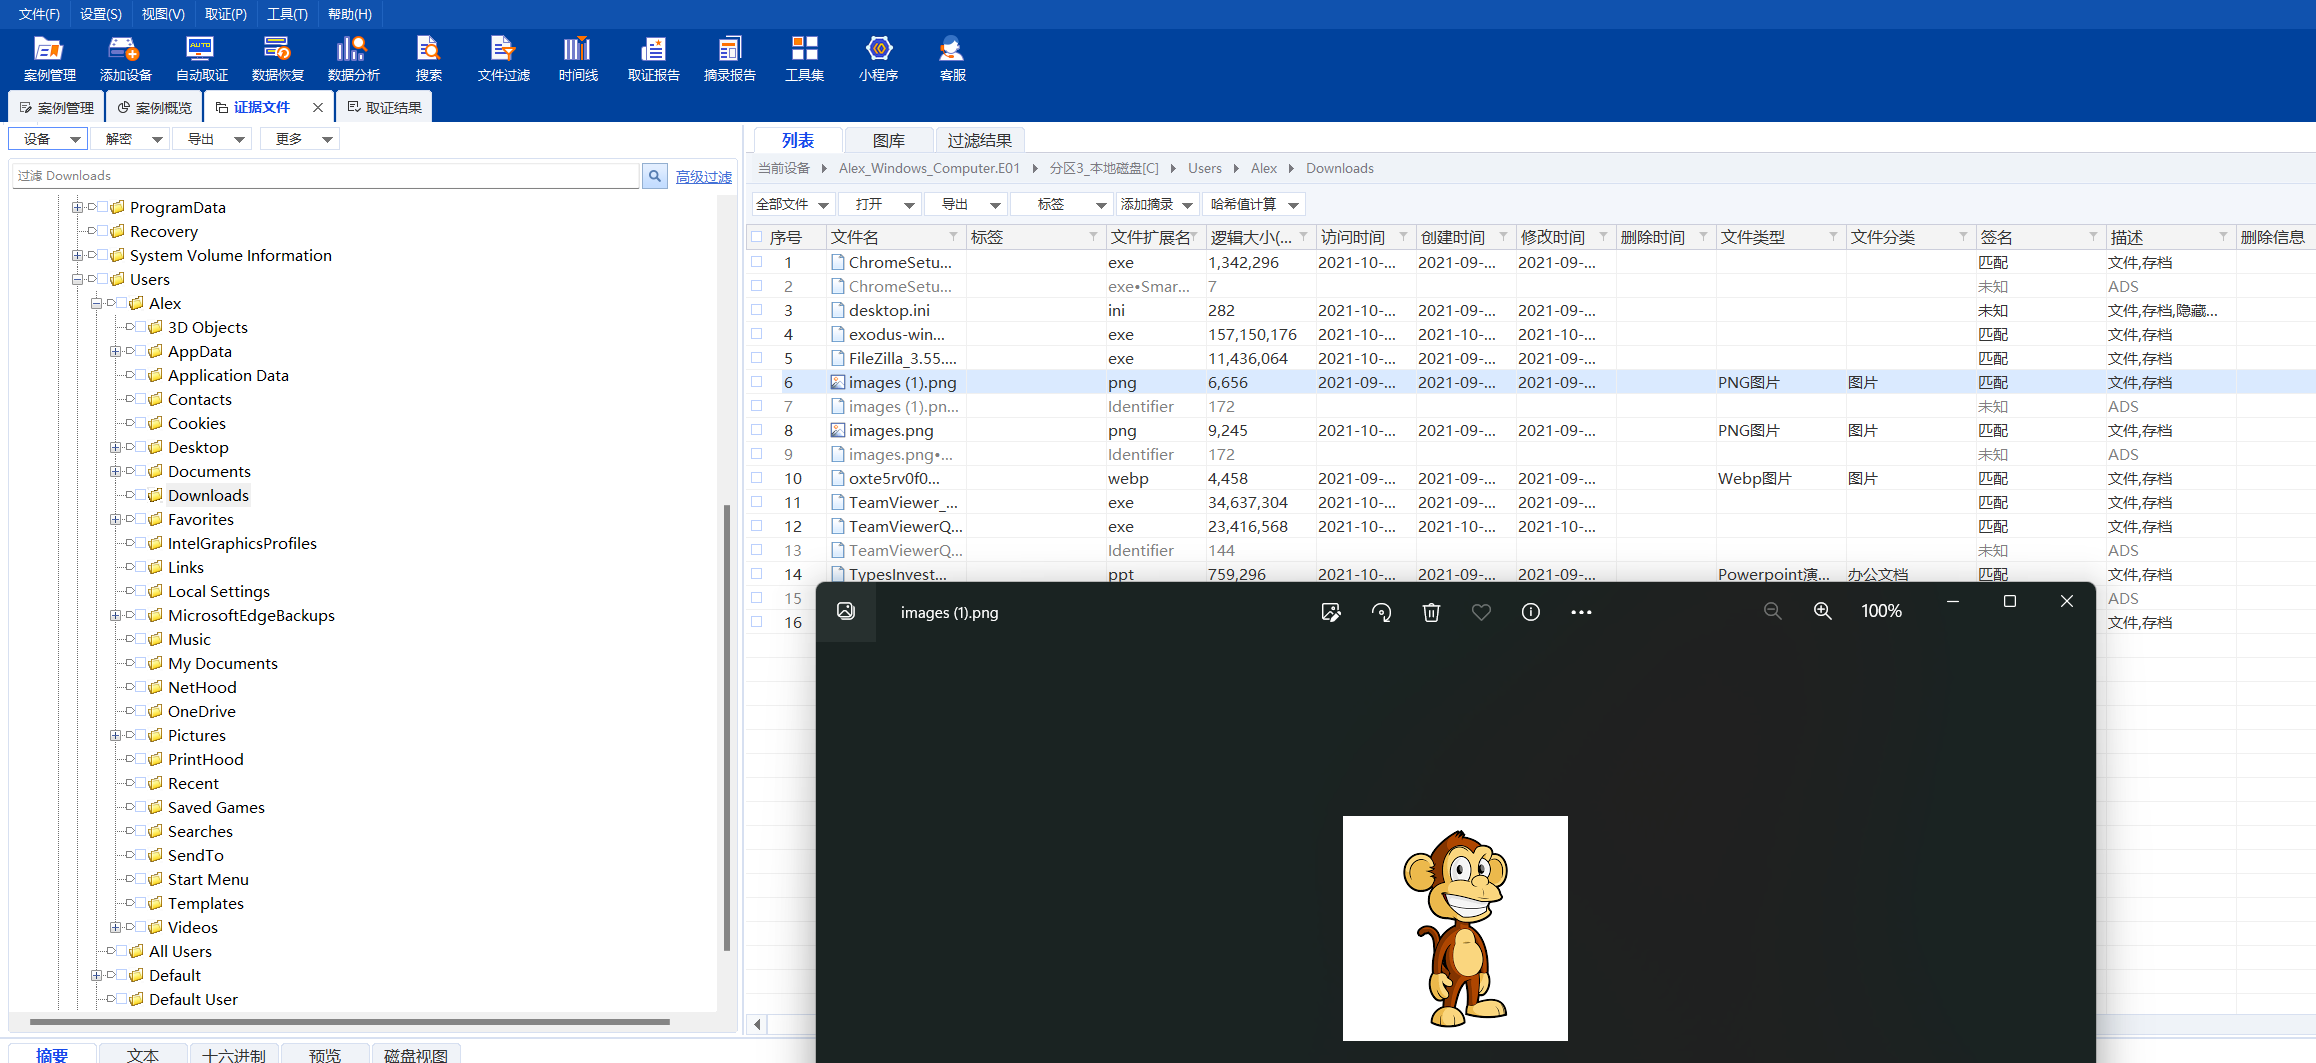 文件(F) 设置(S) 视图(V) 取证(P) 工具(T) 帮助(H)
案例管理 添加设备 自动取证 数据恢复 数据分析 搜索 文件过滤 时间线 取证报告 摘录报告 工具集 小程序 客服
案例管理 案例概览 证据文件 取证结果
设备 解密 导出 更多
过滤 Downloads 高级过滤
ProgramData
Recovery
System Volume Information
Users
Alex
3D Objects
AppData
Application Data
Contacts
Cookies
Desktop
Documents
Downloads
Favorites
IntelGraphicsProfiles
Links
Local Settings
MicrosoftEdgeBackups
Music
My Documents
NetHood
OneDrive
Pictures
PrintHood
Recent
Saved Games
Searches
SendTo
Start Menu
Templates
Videos
All Users
Default
Default User
摘要 文本 十六进制 预览 磁盘视图
列表 图库 过滤结果
当前设备 Alex_Windows_Computer.E01 分区3_本地磁盘[C] Users Alex Downloads
全部文件 打开 导出 标签 添加摘录 哈希值计算
序号 文件名 标签 文件扩展名 逻辑大小(... 访问时间 创建时间 修改时间 删除时间 文件类型 文件分类 签名 描述 删除信息
1 ChromeSetu... exe 1,342,296 2021-10-... 2021-09-... 2021-09-... 匹配 文件,存档
2 ChromeSetu... exe•Smar... 7 未知 ADS
3 desktop.ini ini 282 2021-10-... 2021-09-... 2021-09-... 未知 文件,存档,隐藏...
4 exodus-win... exe 157,150,176 2021-10-... 2021-10-... 2021-10-... 匹配 文件,存档
5 FileZilla_3.55.... exe 11,436,064 2021-10-... 2021-09-... 2021-09-... 匹配 文件,存档
6 images (1).png png 6,656 2021-09-... 2021-09-... 2021-09-... PNG图片 图片 匹配 文件,存档
7 images (1).pn... Identifier 172 未知 ADS
8 images.png png 9,245 2021-10-... 2021-09-... 2021-09-... PNG图片 图片 匹配 文件,存档
9 images.png•... Identifier 172 未知 ADS
10 oxte5rv0f0... webp 4,458 2021-09-... 2021-09-... 2021-09-... Webp图片 图片 匹配 文件,存档
11 TeamViewer_... exe 34,637,304 2021-10-... 2021-09-... 2021-09-... 匹配 文件,存档
12 TeamViewerQ... exe 23,416,568 2021-10-... 2021-10-... 2021-10-... 匹配 文件,存档
13 TeamViewerQ... Identifier 144 未知 ADS
14 TypesInvest... ppt 759,296 2021-10-... 2021-09-... 2021-09-... Powerpoint演... 办公文档 匹配 文件,存档
15 ADS
16 文件,存档
images (1).png 100%